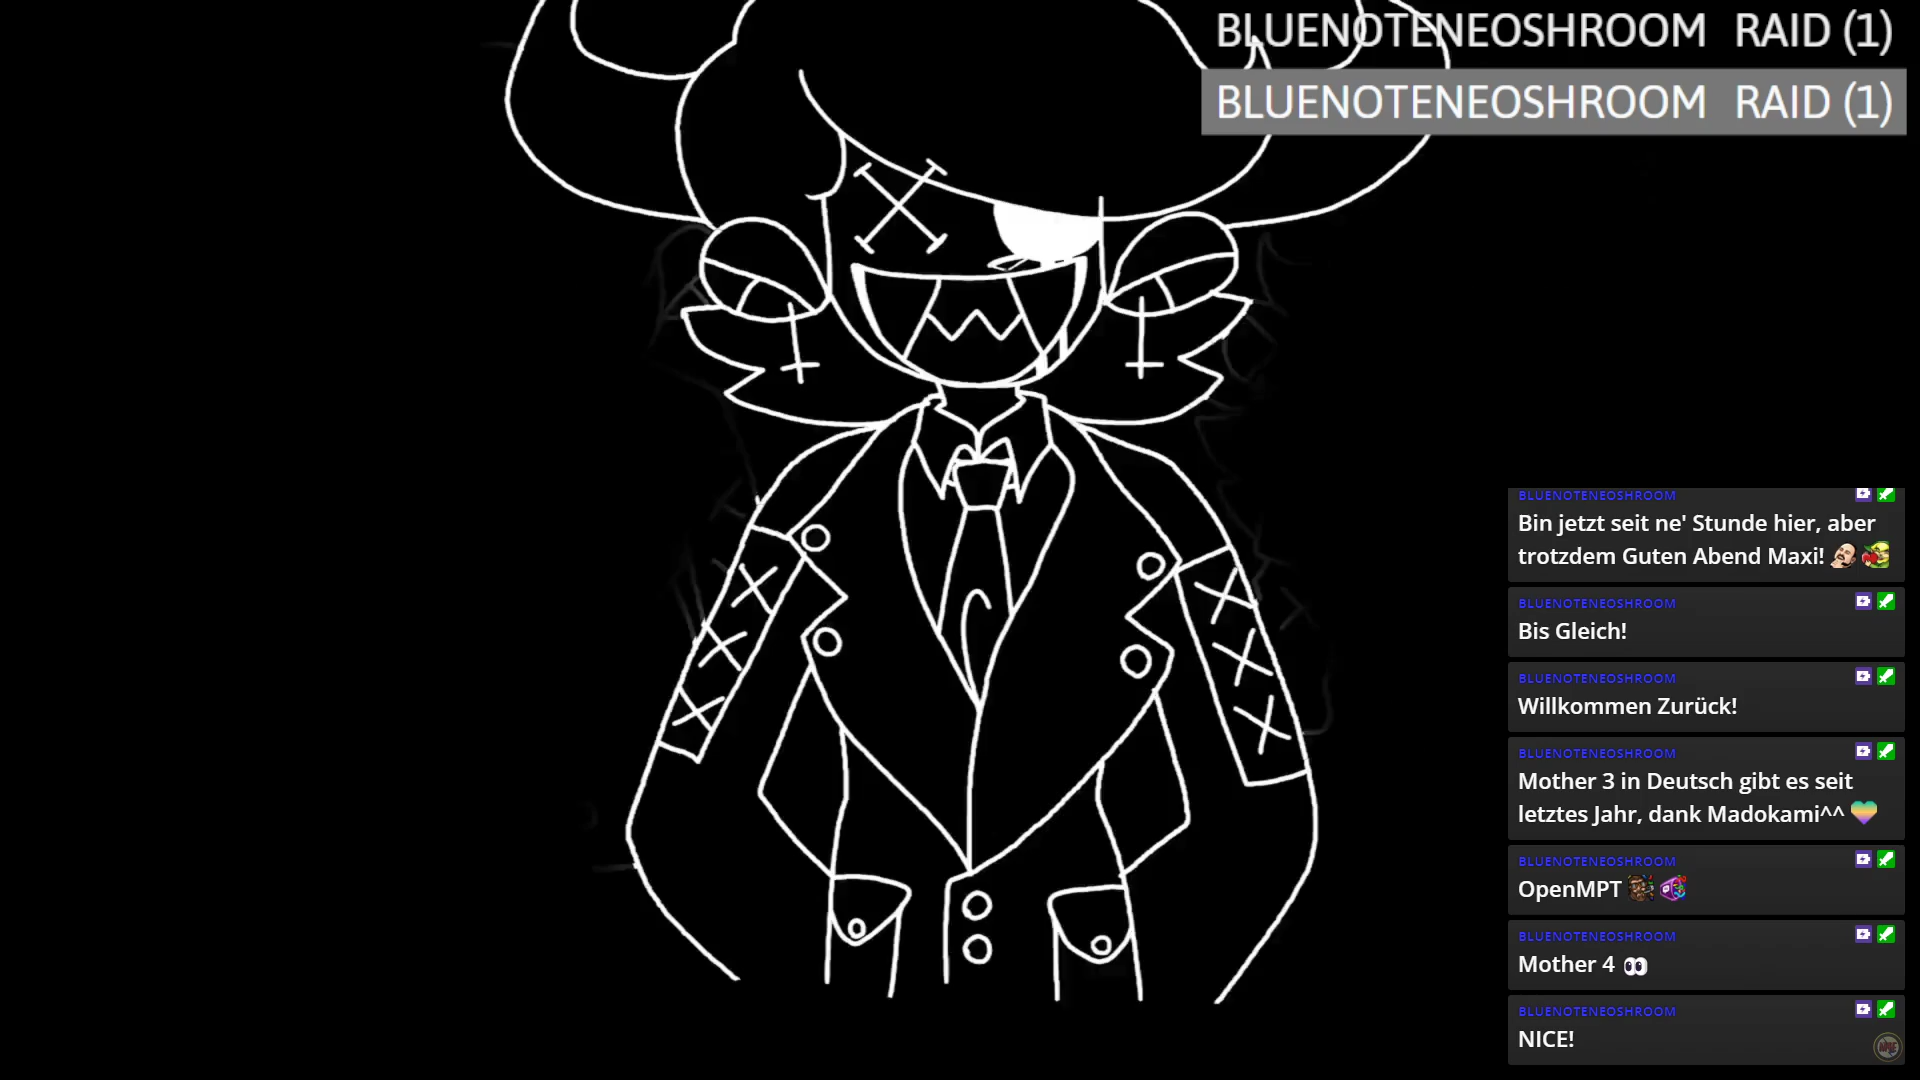 BLUENOTENEOSHROOM RAID (1)
BLUENOTENEOSHROOM RAID (1)
BLUENOTENEOSHROOM
Bin jetzt seit ne' Stunde hier, aber
trotzdem Guten Abend Maxi!
BLUENOTENEOSHROOM
Bis Gleich!
BLUENOTENEOSHROOM
Willkommen Zurück!
BLUENOTENEOSHROOM
Mother 3 in Deutsch gibt es seit
letztes Jahr, dank Madokami^^
BLUENOTENEOSHROOM
OpenMPT
BLUENOTENEOSHROOM
Mother 4
BLUENOTENEOSHROOM
NICE!